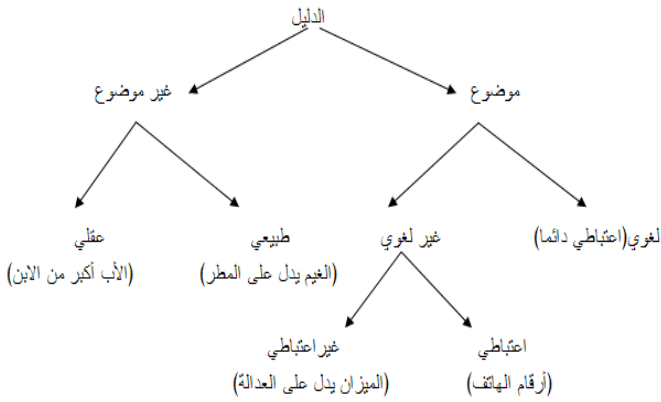 الدليل
موضوع
غير موضوع
لغوي(اعتباطي دائما)
غير لغوي
طبيعي
(الغيم يدل على المطر)
عقلي
(الأب أكبر من الابن)
اعتباطي
(أرقام الهاتف)
غيراعتباطي
(الميزان يدل على العدالة)